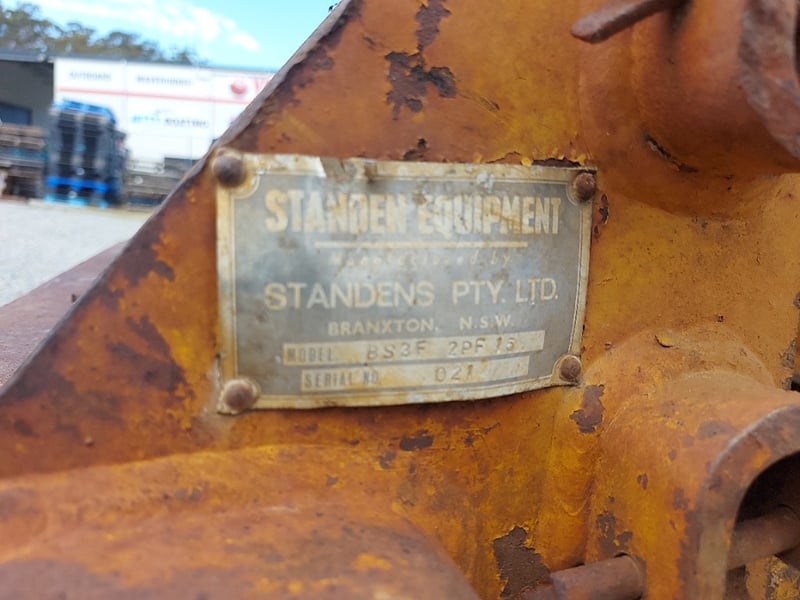 STANDEN EQUIPMENT
Manufactured by
STANDENS PTY. LTD.
BRANXTON, N.S.W.
MODEL BS3F 2PF 15
SERIAL NO 021